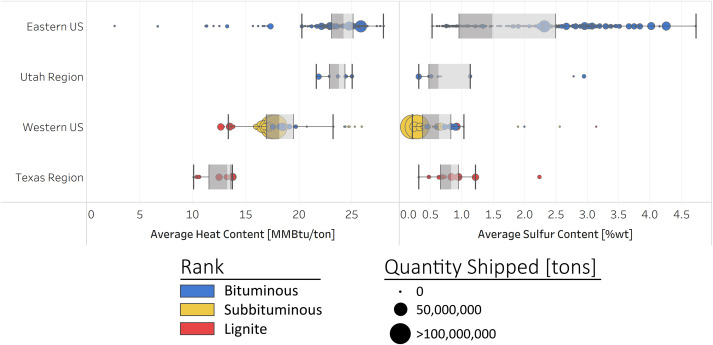 Eastern US
Utah Region
Western US
Texas Region
0 5 10 15 20 25 0.0 0.5 1.0 1.5 2.0 2.5 3.0 3.5 4.0 4.5
Average Heat Content [MMBtu/ton] Average Sulfur Content [%wt]
Rank Quantity Shipped [tons]
Bituminous 0
Subbituminous 50,000,000
Lignite >100,000,000